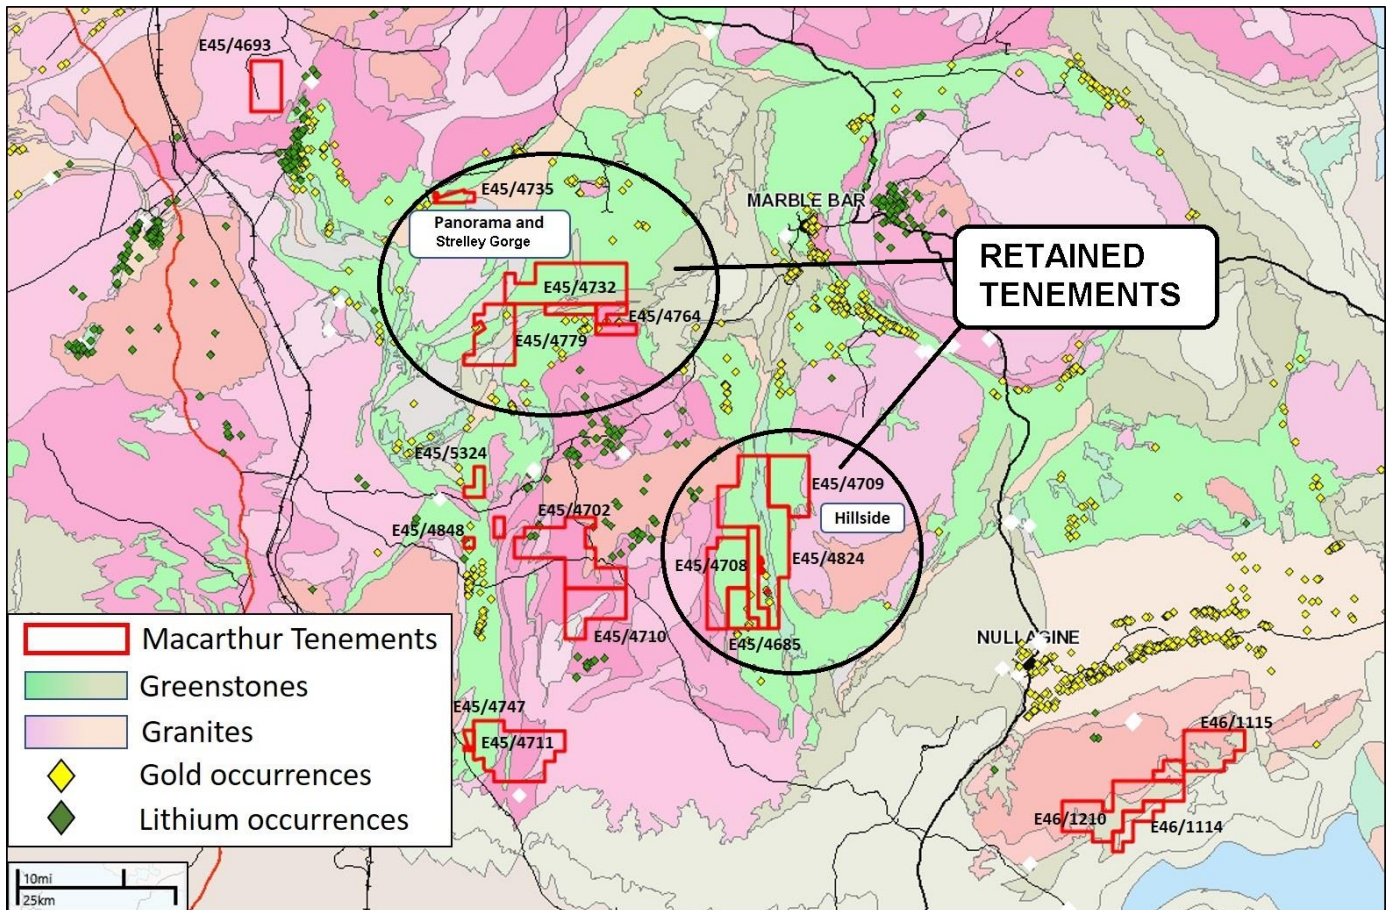 E45/4693
E45/4735
Panorama and
Strelley Gorge
MARBLE BAR
RETAINED
TENEMENTS
E45/4732
E45/4764
E45/4779
E45/5324
E45/4709
Hillside
E45/4702
E45/4848
E45/4708
E45/4824
E45/4710
E45/4685
NULLAGINE
Macarthur Tenements
Greenstones
Granites
Gold occurrences
Lithium occurrences
E45/4747
E45/4711
E46/1115
E46/1210
E46/1114
10mi
25km